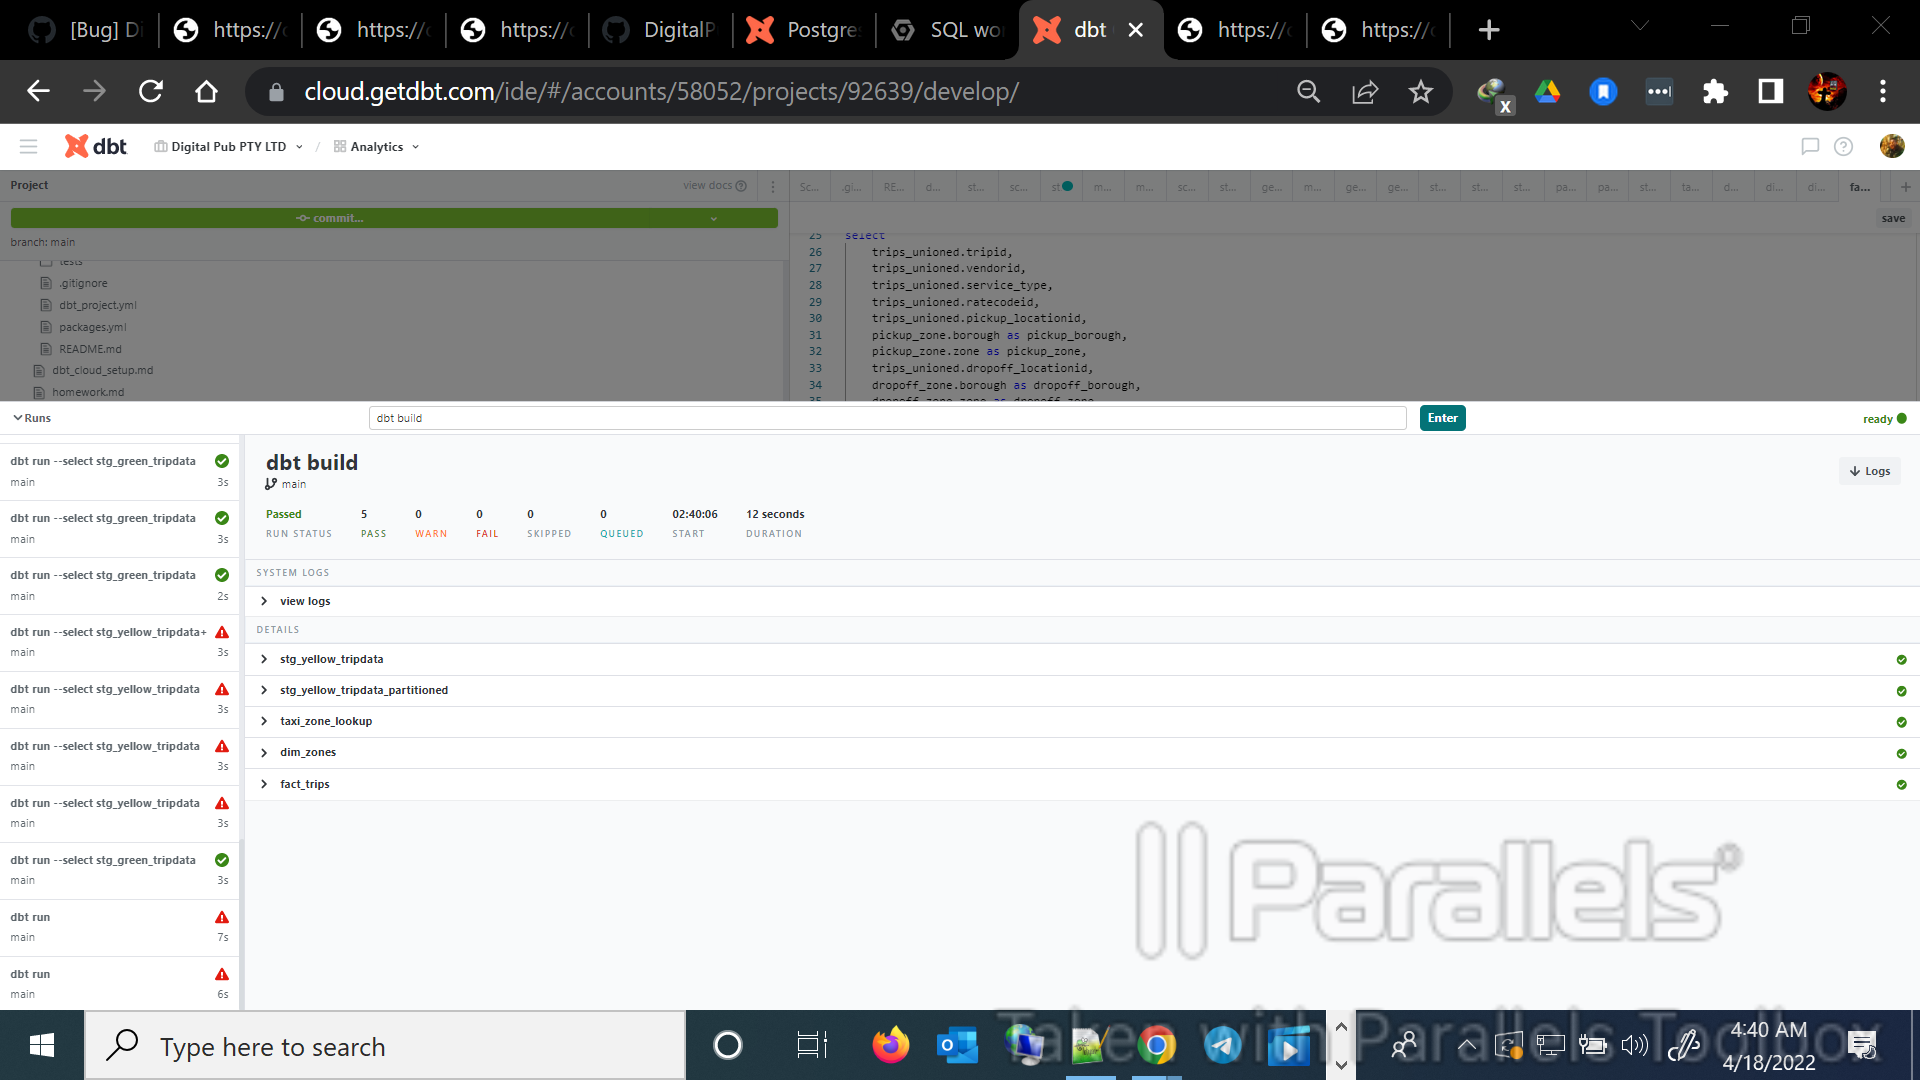 [Bug] Di
https://c
https://c
https://c
DigitalP
Postgres
SQL wo
dbt
https://c
https://c
cloud.getdbt.com/ide/#/accounts/58052/projects/92639/develop/
dbt
Digital Pub PTY LTD
/
Analytics
Project
view docs
Sc...
.gi...
RE...
d...
st...
sc...
st
m...
m...
sc...
st...
ge...
m...
ge...
ge...
st...
st...
st...
pa...
pa...
st...
ta...
d...
di...
di...
fa...
commit...
save
branch: main
tests
.gitignore
dbt_project.yml
packages.yml
README.md
dbt_cloud_setup.md
homework.md
25 select
26 trips_unioned.tripid,
27 trips_unioned.vendorid,
28 trips_unioned.service_type,
29 trips_unioned.ratecodeid,
30 trips_unioned.pickup_locationid,
31 pickup_zone.borough as pickup_borough,
32 pickup_zone.zone as pickup_zone,
33 trips_unioned.dropoff_locationid,
34 dropoff_zone.borough as dropoff_borough,
35 dropoff_zone.zone as dropoff_zone,
Runs
dbt build
Enter
ready
dbt run --select stg_green_tripdata
main 3s
dbt run --select stg_green_tripdata
main 3s
dbt run --select stg_green_tripdata
main 2s
dbt run --select stg_yellow_tripdata+
main 3s
dbt run --select stg_yellow_tripdata
main 3s
dbt run --select stg_yellow_tripdata
main 3s
dbt run --select stg_yellow_tripdata
main 3s
dbt run --select stg_green_tripdata
main 3s
dbt run
main 7s
dbt run
main 6s
dbt build
main
Logs
Passed 5 0 0 0 0 02:40:06 12 seconds
RUN STATUS PASS WARN FAIL SKIPPED QUEUED START DURATION
SYSTEM LOGS
view logs
DETAILS
stg_yellow_tripdata
stg_yellow_tripdata_partitioned
taxi_zone_lookup
dim_zones
fact_trips
Parallels®
Taken with Parallels Toolbox
Type here to search
4:40 AM
4/18/2022